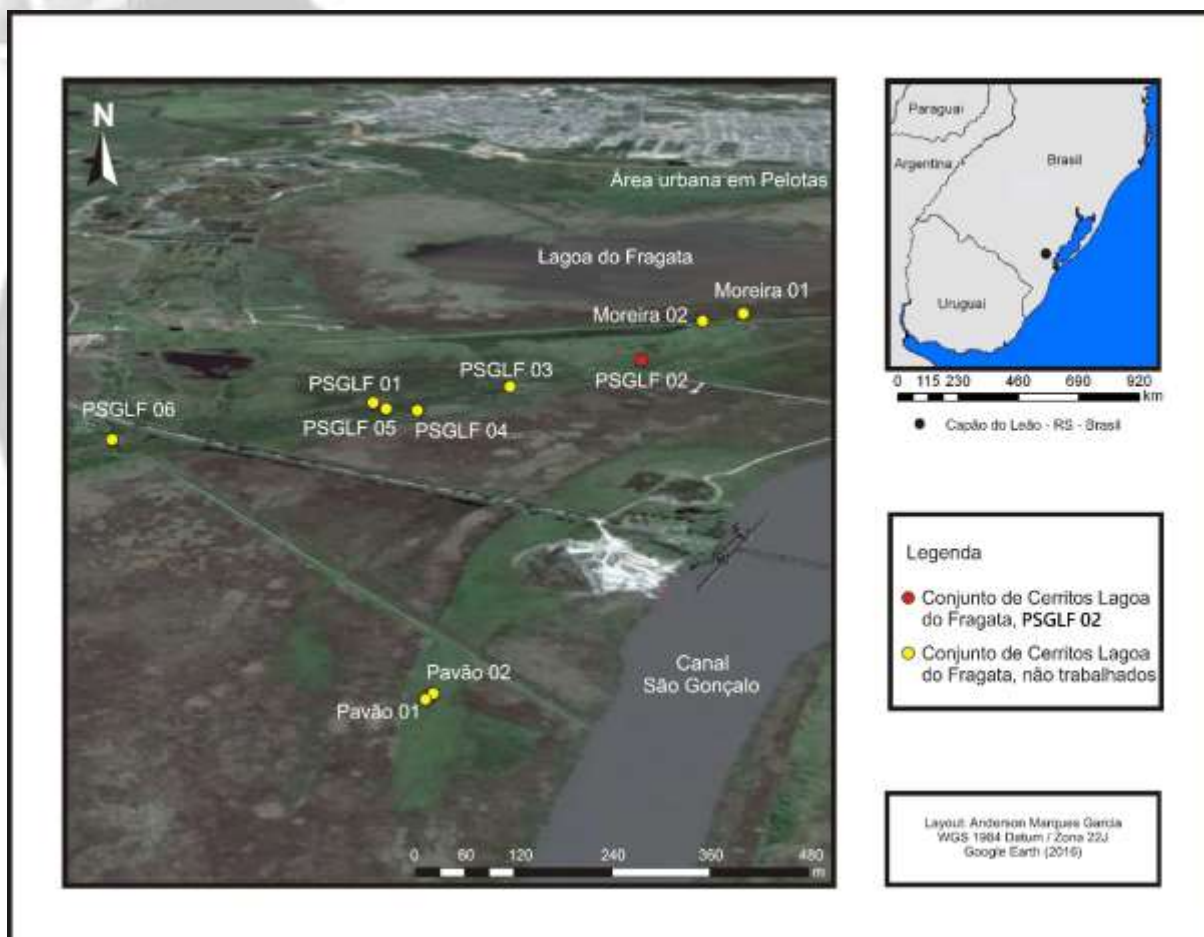 N
Área urbana em Pelotas
Lagoa do Fragata
Moreira 01
Moreira 02
PSGLF 03
PSGLF 02
PSGLF 01
PSGLF 05
PSGLF 04
PSGLF 06
Canal
São Gonçalo
Pavão 02
Pavão 01
0 60 120 240 360 480
m
Paraguai
Argentina
Brasil
Uruguai
0 115 230 460 690 920
km
Capão do Leão - RS - Brasil
Legenda
Conjunto de Cerritos Lagoa
do Fragata, PSGLF 02
Conjunto de Cerritos Lagoa
do Fragata, não trabalhados
Layout: Anderson Marques Garcia
WGS 1984 Datum / Zona 22J
Google Earth (2016)